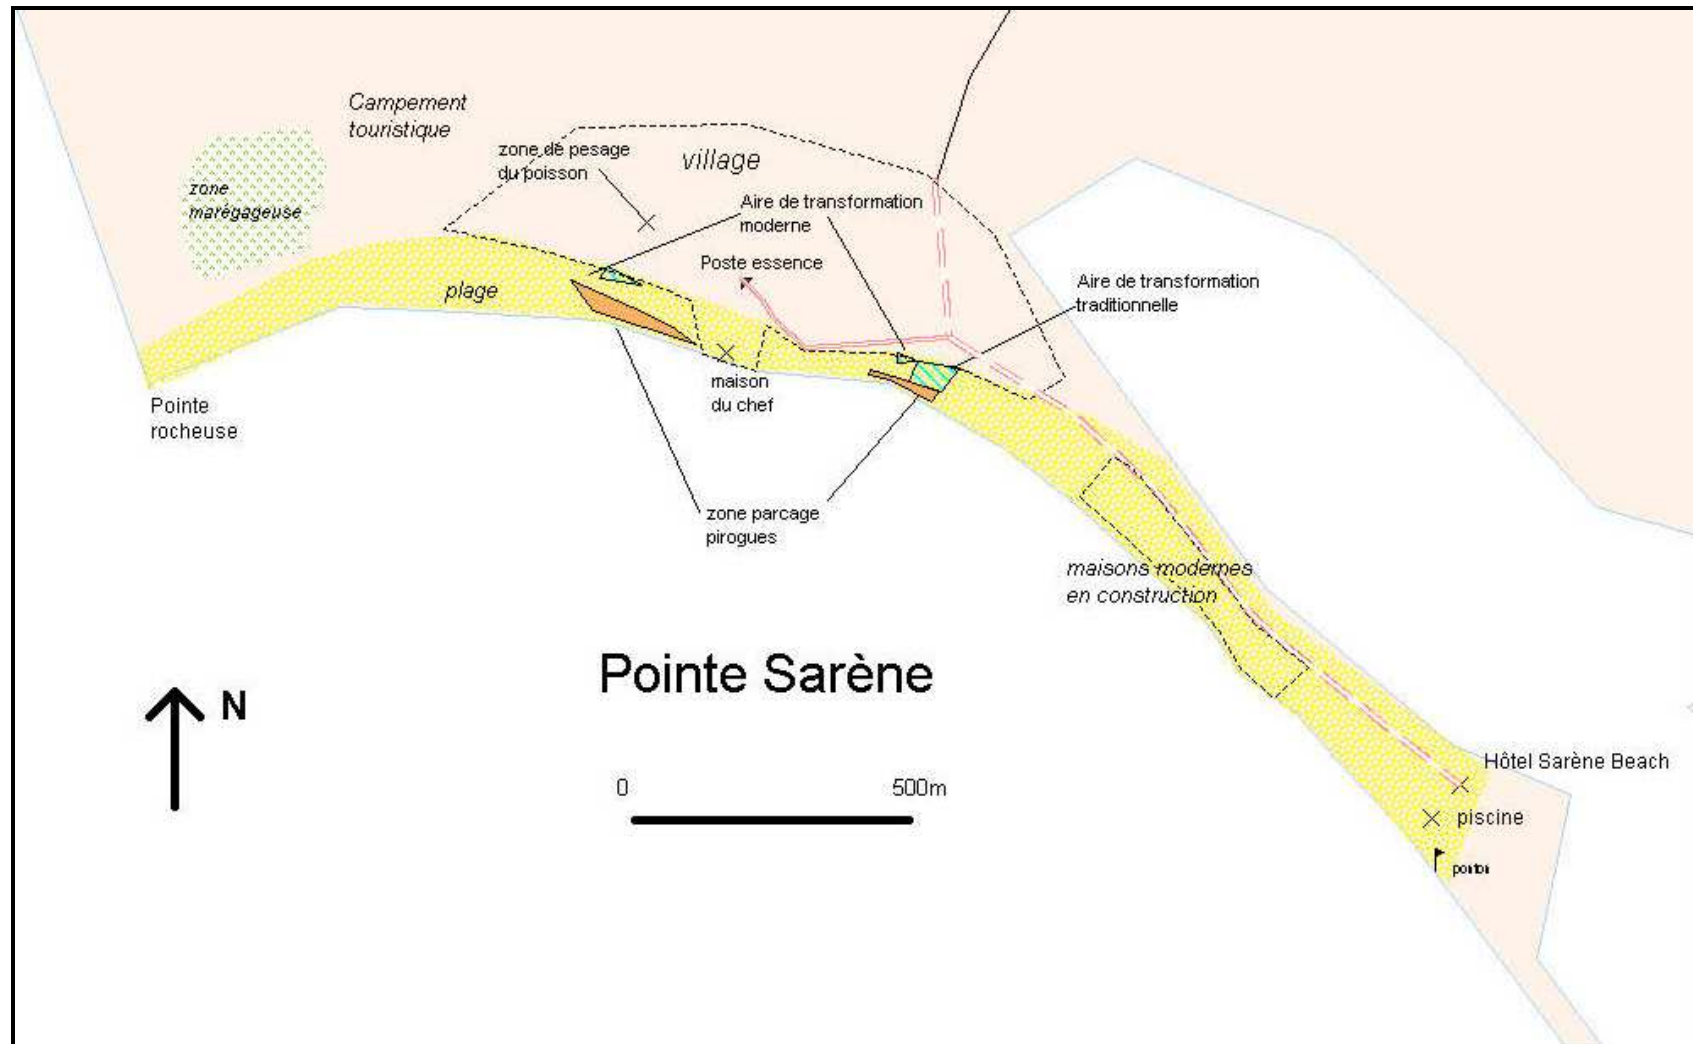 Campement
touristique
zone de pesage
du poisson
village
zone
marégageuse
Aire de transformation
moderne
Poste essence
Aire de transformation
traditionnelle
plage
maison
du chef
Pointe
rocheuse
zone parcage
pirogues
maisons modernes
en construction
Pointe Sarène
N
0 500m
Hôtel Sarène Beach
piscine
ponton